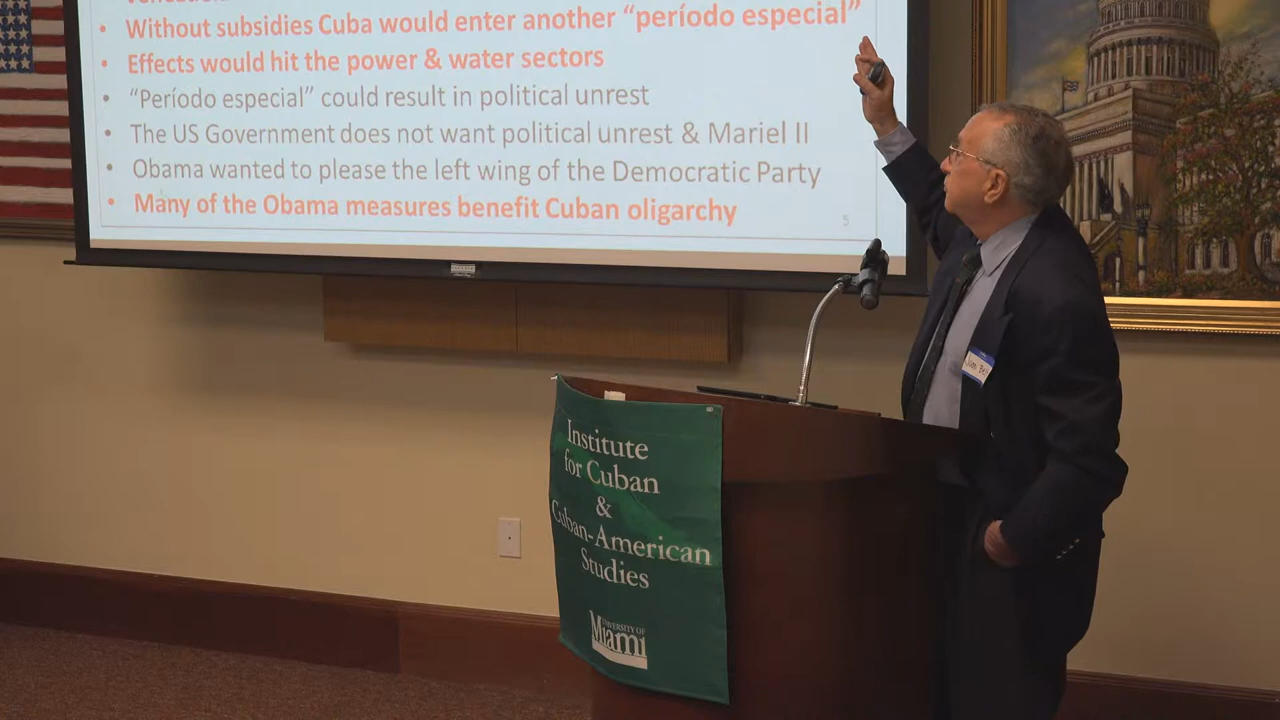 • Without subsidies Cuba would enter another “período especial”
• Effects would hit the power & water sectors
• “Período especial” could result in political unrest
• The US Government does not want political unrest & Mariel II
• Obama wanted to please the left wing of the Democratic Party
• Many of the Obama measures benefit Cuban oligarchy
5
Juan
Institute
for Cuban
&
Cuban-American
Studies
UNIVERSITY OF
Miami